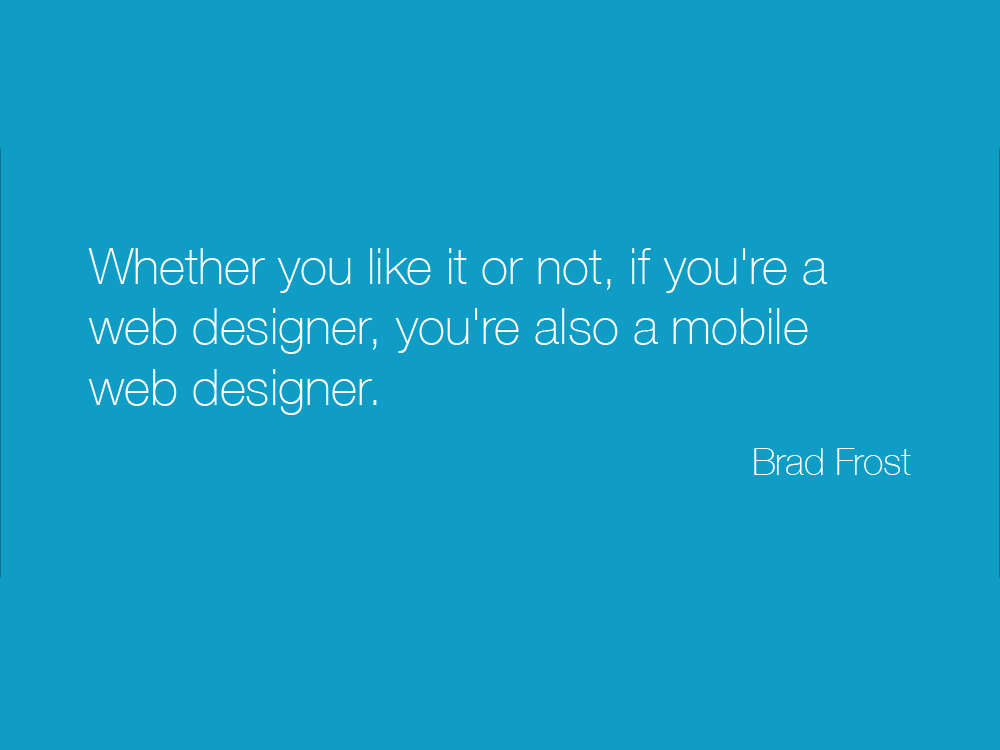 Whether you like it or not, if you're a
web designer, you're also a mobile
web designer.
Brad Frost